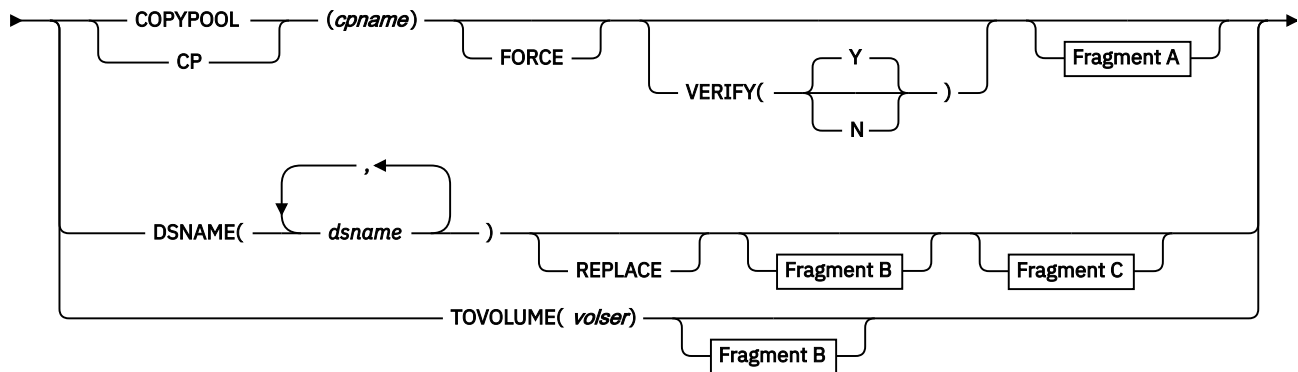 COPYPOOL (cpname)
CP FORCE VERIFY( Y ) Fragment A
N
,
DSNAME( dsname )
REPLACE Fragment B Fragment C
TOVOLUME( volser)
Fragment B